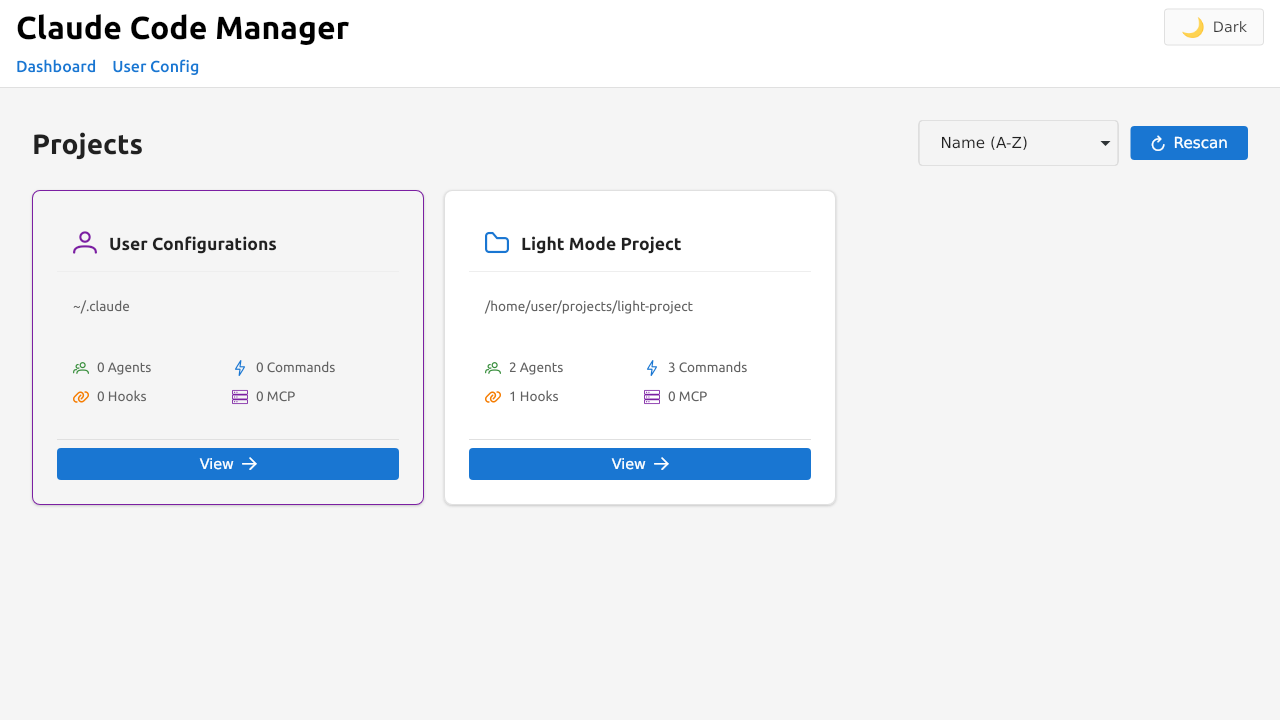 Claude Code Manager
🌙 Dark
Dashboard User Config
Projects
Name (A-Z)
Rescan
User Configurations
~/.claude
0 Agents
0 Commands
0 Hooks
0 MCP
View →
Light Mode Project
/home/user/projects/light-project
2 Agents
3 Commands
1 Hooks
0 MCP
View →